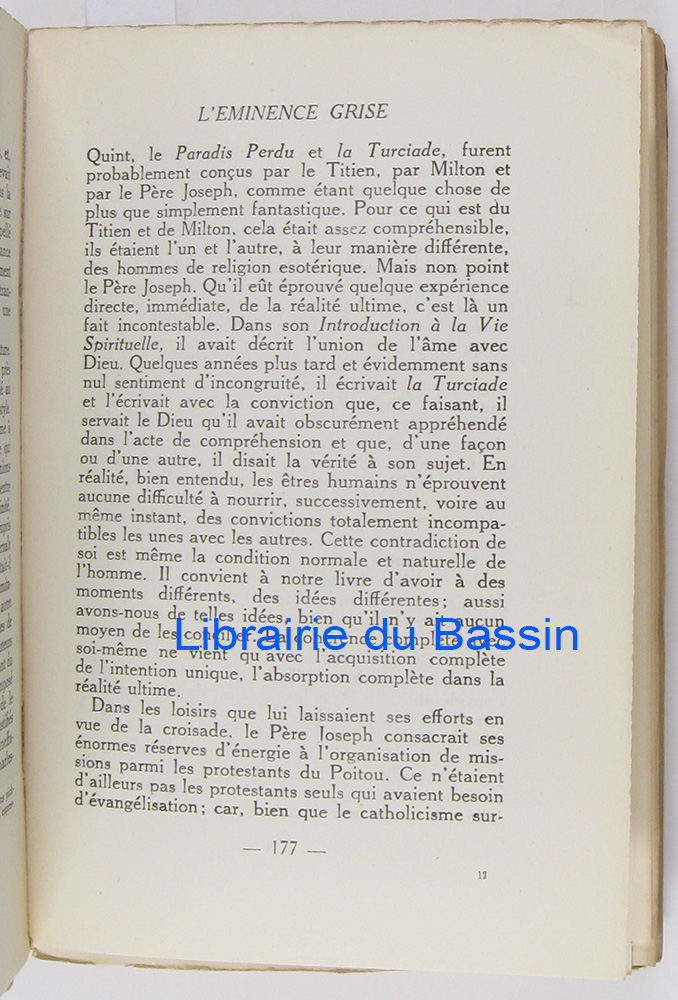 L'EMINENCE GRISE
Quint, le Paradis Perdu et la Turciade, furent
probablement conçus par le Titien, par Milton et
par le Père Joseph, comme étant quelque chose de
plus que simplement fantastique. Pour ce qui est du
Titien et de Milton, cela était assez compréhensible,
ils étaient l'un et l'autre, à leur manière différente,
des hommes de religion esotérique. Mais non point
le Père Joseph. Qu'il eût éprouvé quelque expérience
directe, immédiate, de la réalité ultime, c'est là un
fait incontestable. Dans son Introduction à la Vie
Spirituelle, il avait décrit l'union de l'âme avec
Dieu. Quelques années plus tard et évidemment sans
nul sentiment d'incongruité, il écrivait la Turciade
et l'écrivait avec la conviction que, ce faisant, il
servait le Dieu qu'il avait obscurément appréhendé
dans l'acte de compréhension et que, d'une façon
ou d'une autre, il disait la vérité à son sujet. En
réalité, bien entendu, les êtres humains n'éprouvent
aucune difficulté à nourrir, successivement, voire au
même instant, des convictions totalement incompa-
tibles les unes avec les autres. Cette contradiction de
soi est même la condition normale et naturelle de
l'homme. Il convient à notre livre d'avoir à des
moments différents, des idées différentes; aussi
avons-nous de telles idées, bien qu'il n'y ait aucun
moyen de les concilier. La cohérence complète avec
soi-même ne vient qu'avec l'acquisition complète
de l'intention unique, l'absorption complète dans la
réalité ultime.
Dans les loisirs que lui laissaient ses efforts en
vue de la croisade, le Père Joseph consacrait ses
énormes réserves d'énergie à l'organisation de mis-
sions parmi les protestants du Poitou. Ce n'étaient
d'ailleurs pas les protestants seuls qui avaient besoin
d'évangélisation; car, bien que le catholicisme sur-
— 177 —
12
Librairie du Bassin